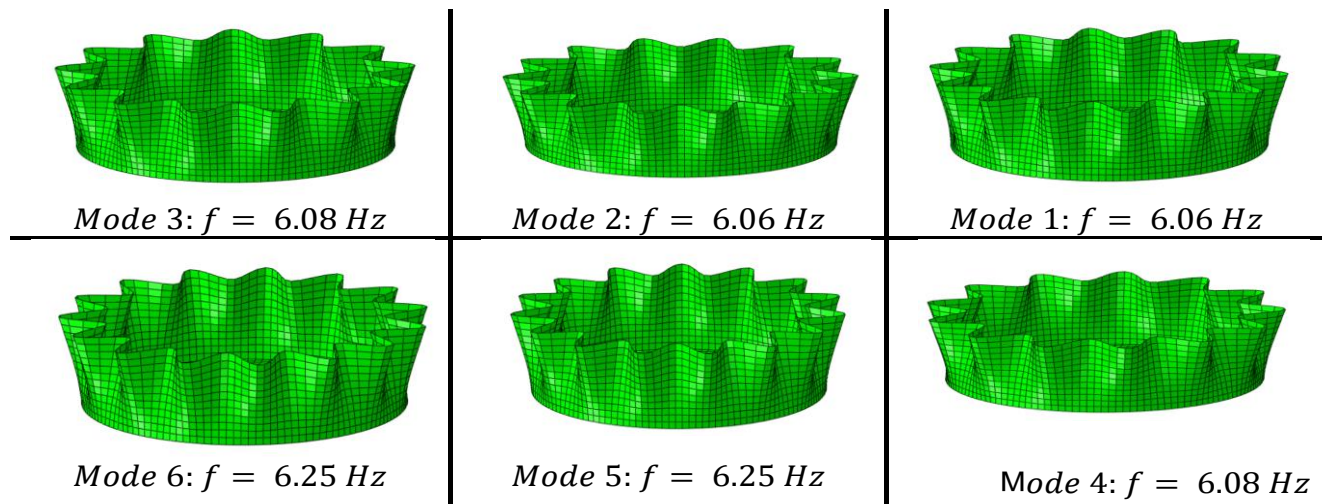 Mode 3: f = 6.08 Hz
Mode 2: f = 6.06 Hz
Mode 1: f = 6.06 Hz
Mode 6: f = 6.25 Hz
Mode 5: f = 6.25 Hz
Mode 4: f = 6.08 Hz